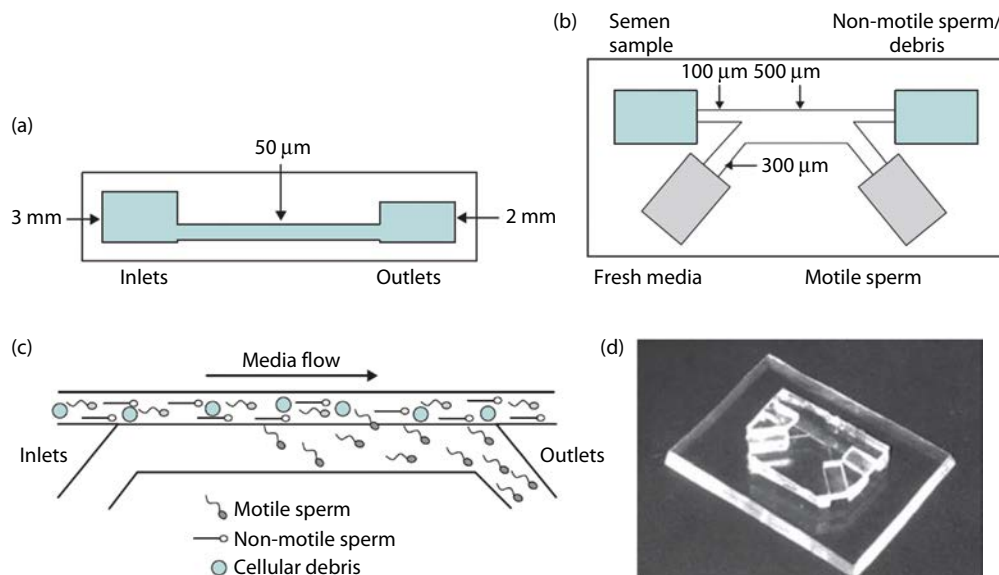 (a)
50 μm
3 mm
2 mm
Inlets
Outlets
(b)
Semen
sample
Non-motile sperm/
debris
100 μm 500 μm
300 μm
Fresh media
Motile sperm
(c)
Media flow
Inlets
Outlets
Motile sperm
Non-motile sperm
Cellular debris
(d)